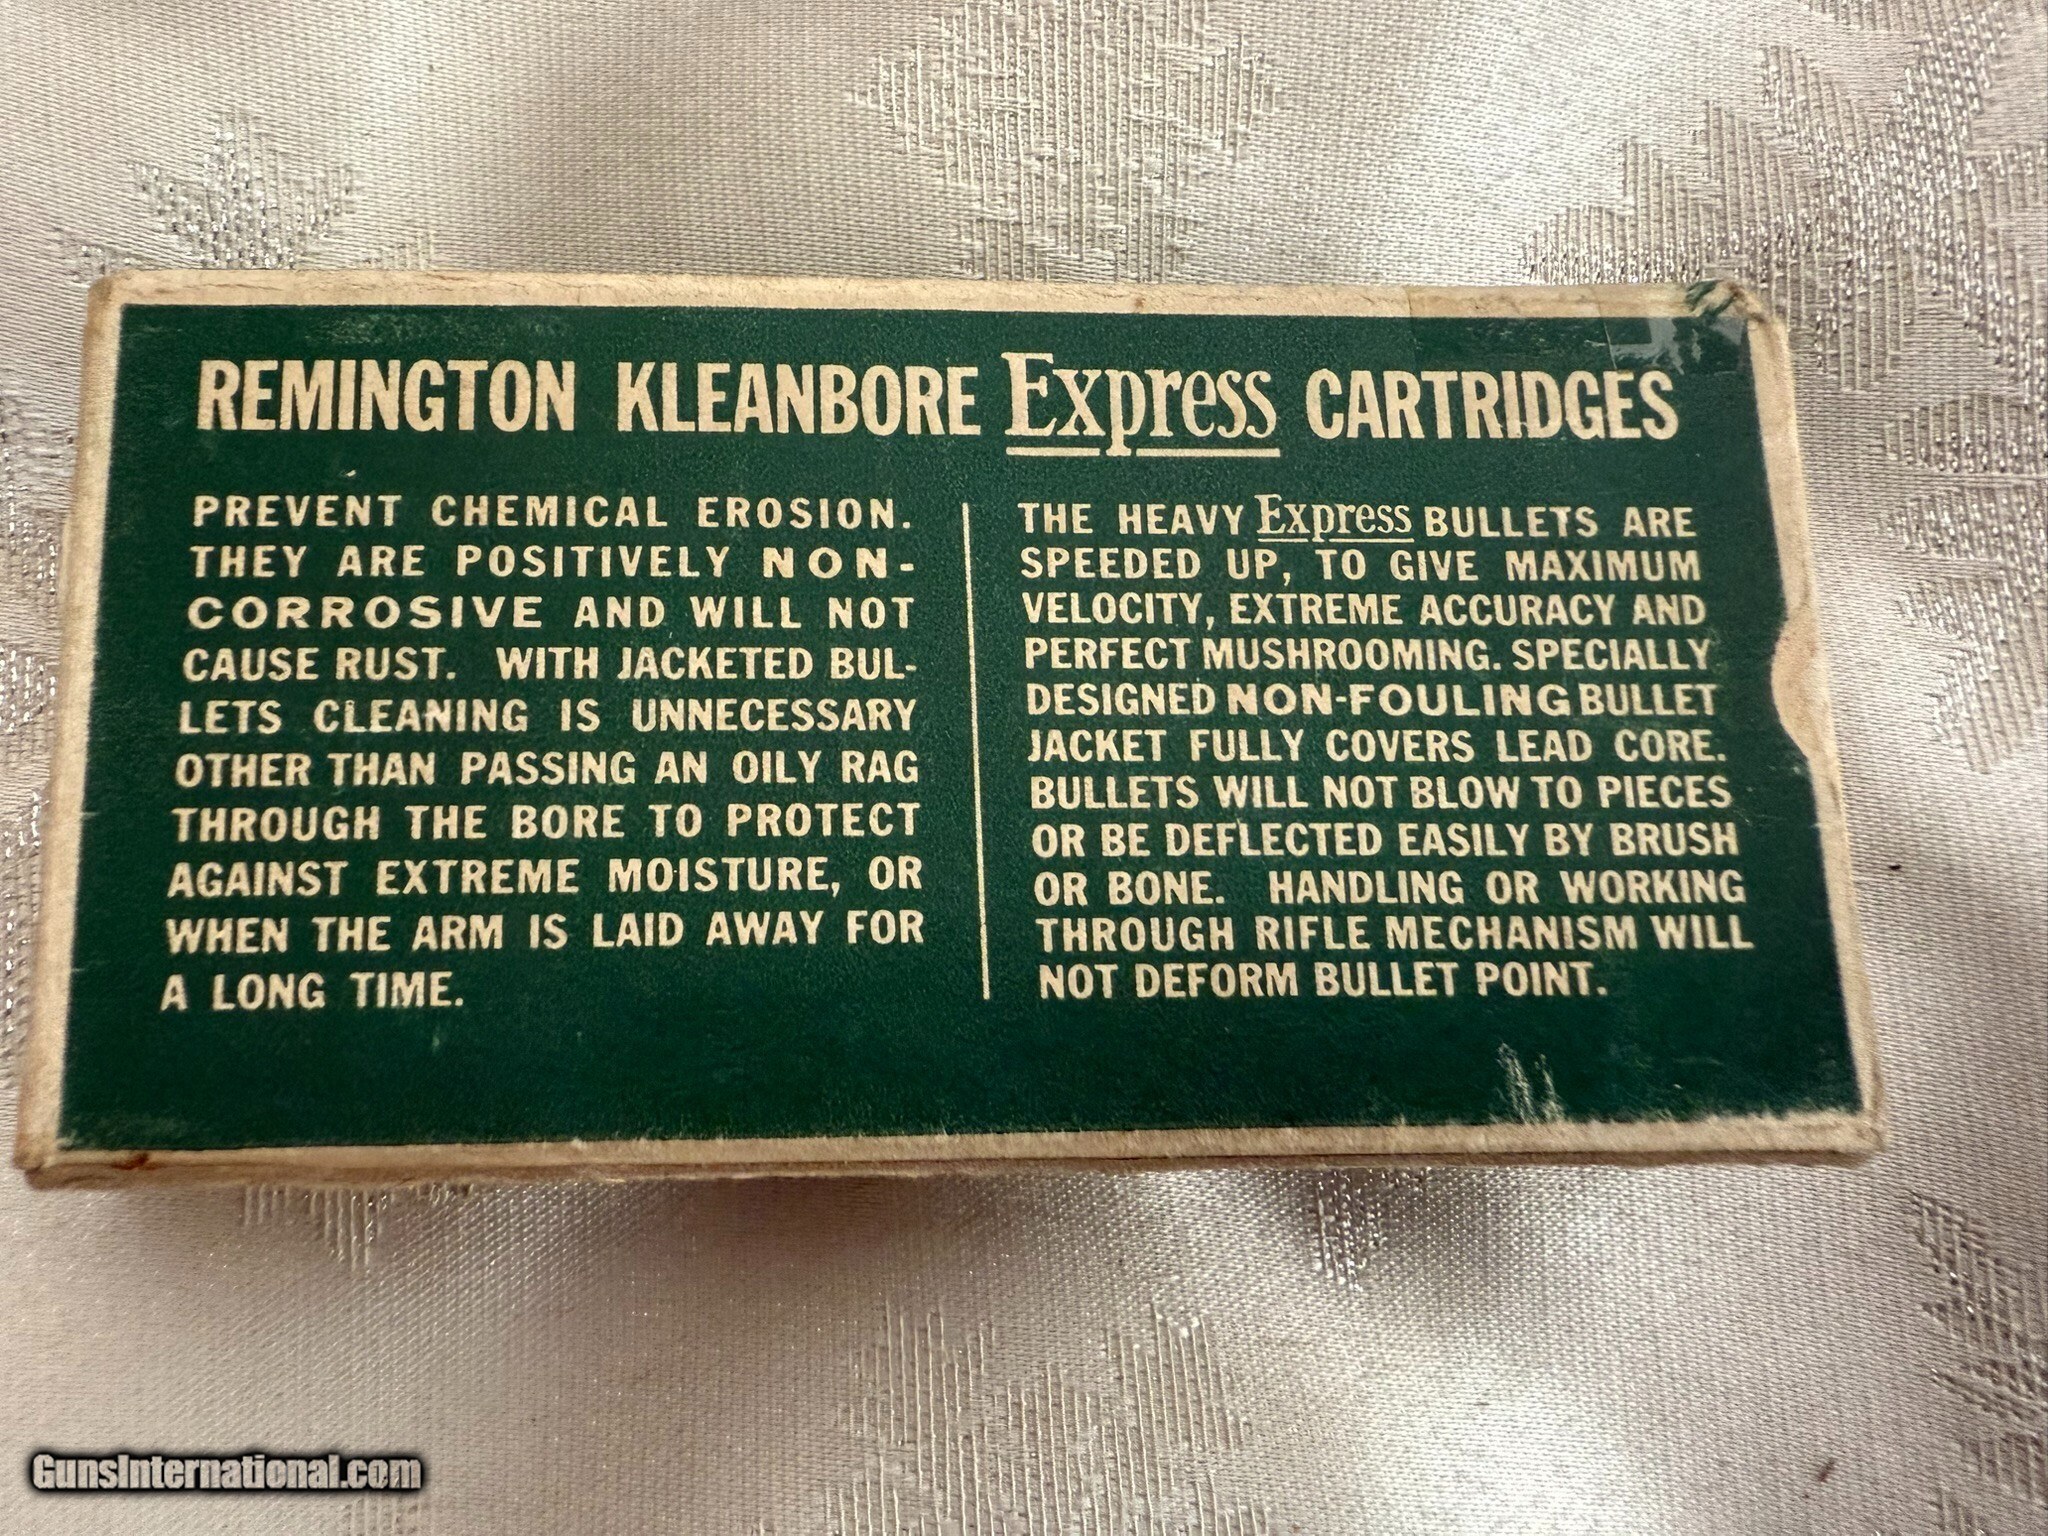 REMINGTON KLEANBORE Express CARTRIDGES
PREVENT CHEMICAL EROSION.
THEY ARE POSITIVELY NON-
CORROSIVE AND WILL NOT
CAUSE RUST. WITH JACKETED BUL-
LETS CLEANING IS UNNECESSARY
OTHER THAN PASSING AN OILY RAG
THROUGH THE BORE TO PROTECT
AGAINST EXTREME MOISTURE, OR
WHEN THE ARM IS LAID AWAY FOR
A LONG TIME.
THE HEAVY Express BULLETS ARE
SPEEDED UP, TO GIVE MAXIMUM
VELOCITY, EXTREME ACCURACY AND
PERFECT MUSHROOMING. SPECIALLY
DESIGNED NON-FOULING BULLET
JACKET FULLY COVERS LEAD CORE.
BULLETS WILL NOT BLOW TO PIECES
OR BE DEFLECTED EASILY BY BRUSH
OR BONE. HANDLING OR WORKING
THROUGH RIFLE MECHANISM WILL
NOT DEFORM BULLET POINT.
GunsInternational.com